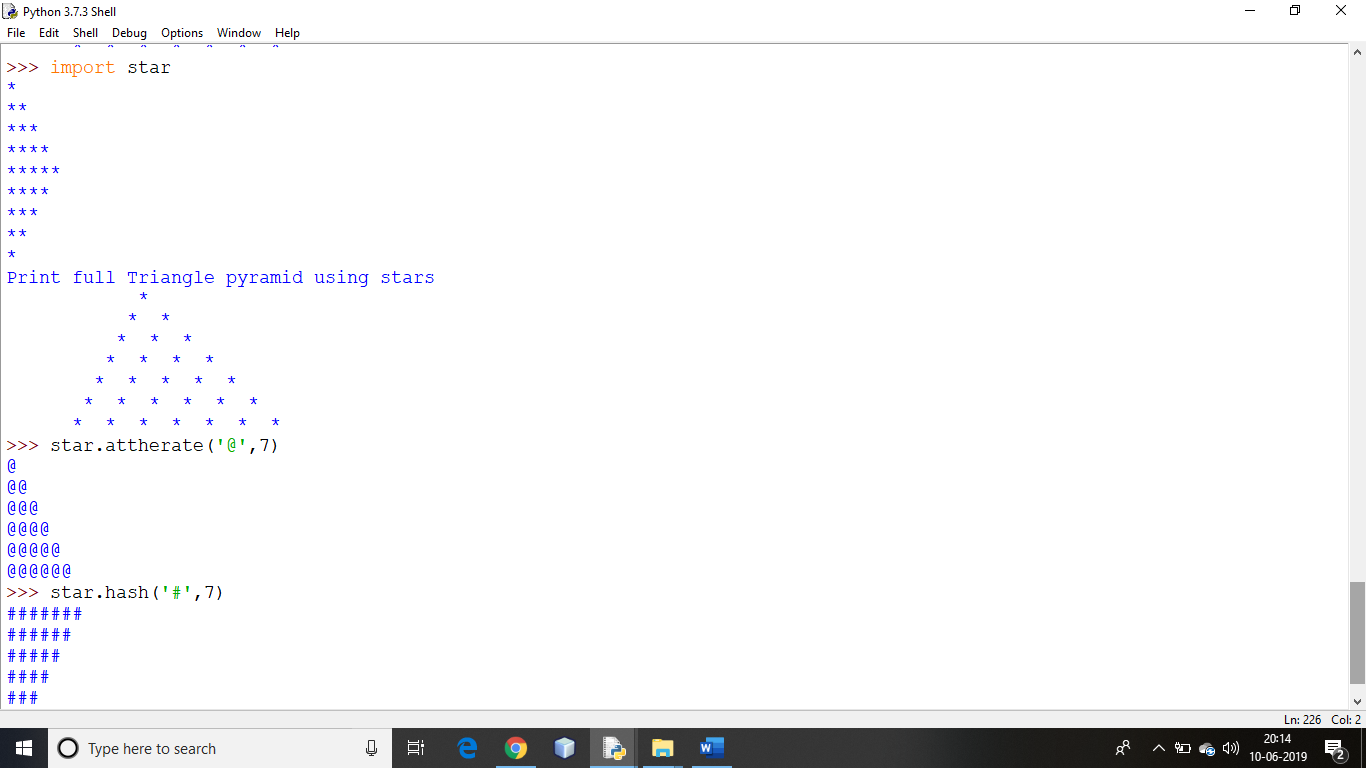 Python 3.7.3 Shell
File Edit Shell Debug Options Window Help
>>> import star
*
**
***
****
*****
****
***
**
*
Print full Triangle pyramid using stars
            *
           *  *
          *  *  *
         *  *  *  *
        *  *  *  *  *
       *  *  *  *  *  *
      *  *  *  *  *  *  *
>>> star.attherate('@',7)
@
@@
@@@
@@@@
@@@@@
@@@@@@
>>> star.hash('#',7)
#######
######
#####
####
###
Ln: 226 Col: 2
Type here to search
20:14
10-06-2019
2